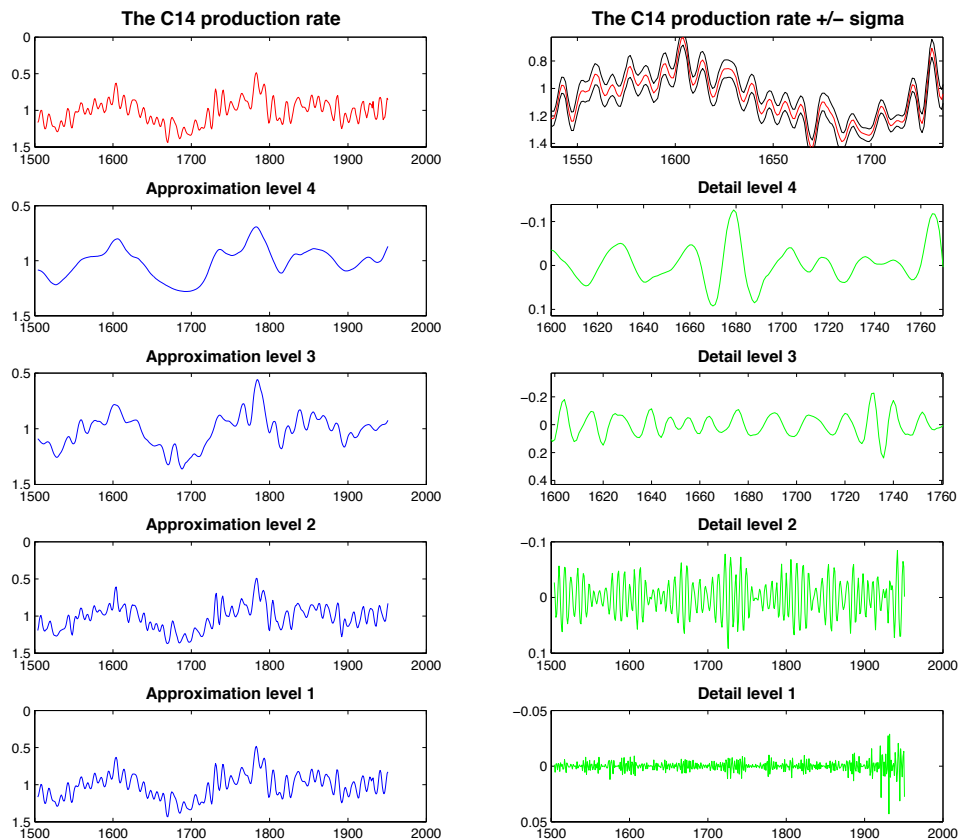 The C14 production rate
0
0.5
1
1.5
1500 1600 1700 1800 1900 2000
The C14 production rate +/− sigma
0.8
1
1.2
1.4
1550 1600 1650 1700
Approximation level 4
0.5
1
1.5
1500 1600 1700 1800 1900 2000
Detail level 4
−0.1
0
0.1
1600 1620 1640 1660 1680 1700 1720 1740 1760
Approximation level 3
0.5
1
1.5
1500 1600 1700 1800 1900 2000
Detail level 3
−0.2
0
0.2
0.4
1600 1620 1640 1660 1680 1700 1720 1740 1760
Approximation level 2
0
0.5
1
1.5
1500 1600 1700 1800 1900 2000
Detail level 2
−0.1
0
0.1
1500 1600 1700 1800 1900 2000
Approximation level 1
0
0.5
1
1.5
1500 1600 1700 1800 1900 2000
Detail level 1
−0.05
0
0.05
1500 1600 1700 1800 1900 2000